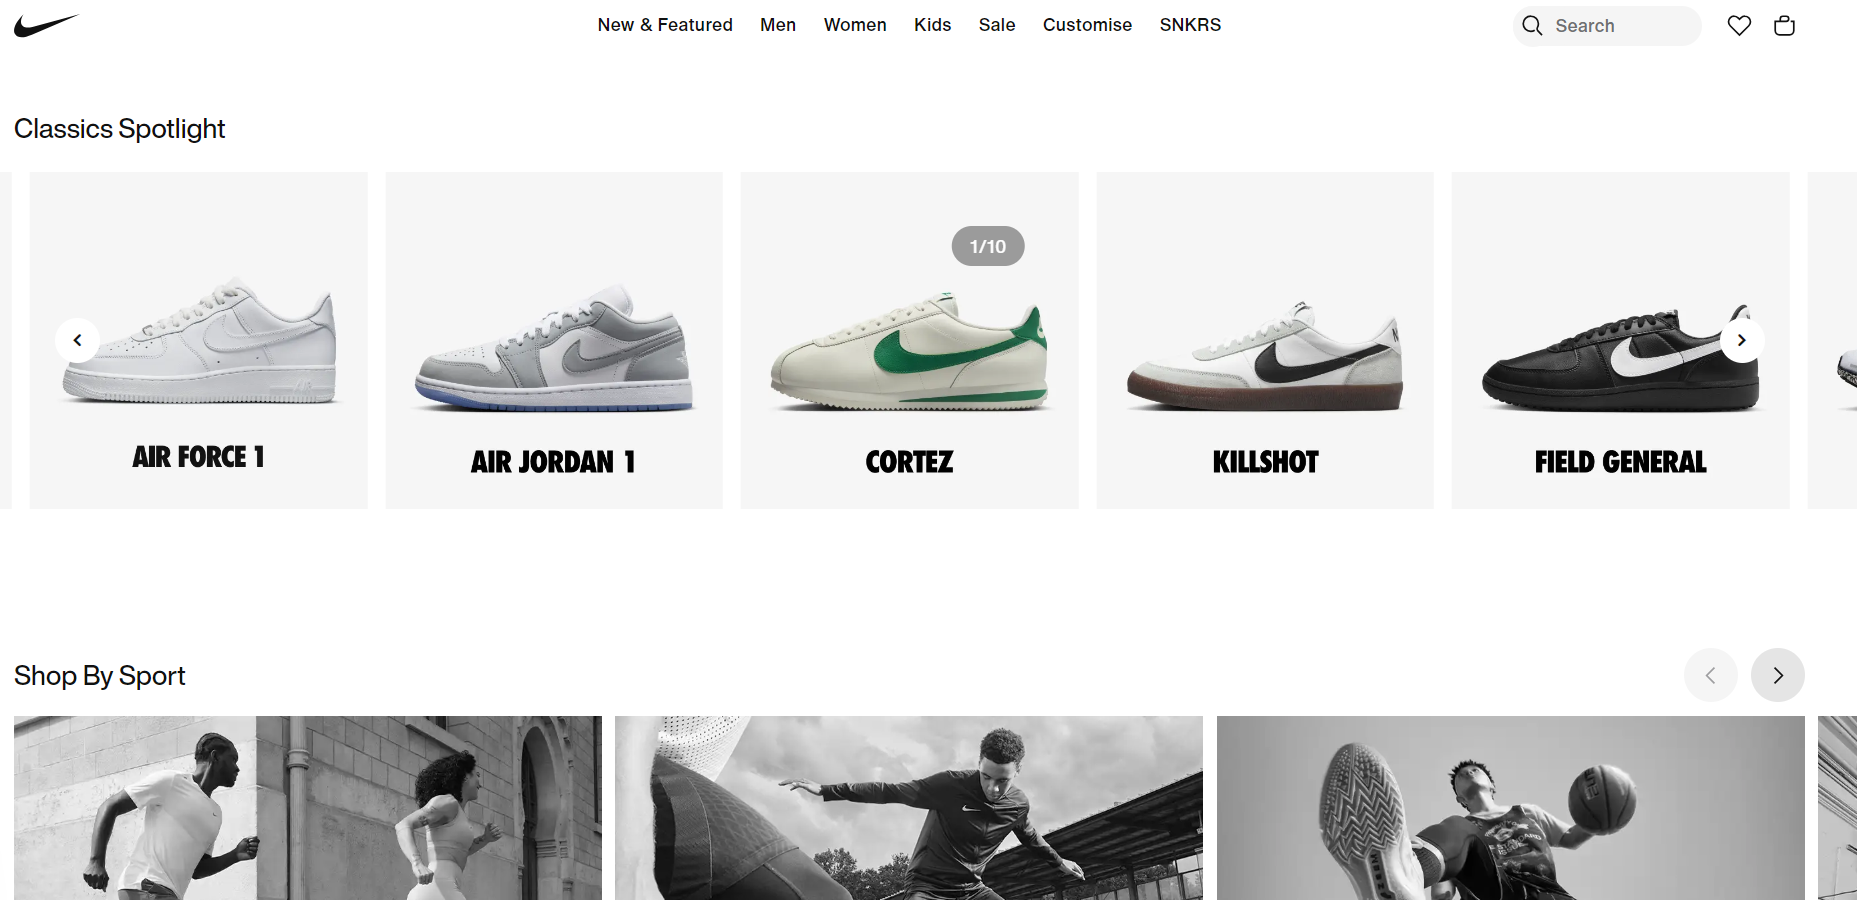 New & Featured Men Women Kids Sale Customise SNKRS Search
Classics Spotlight
1/10
AIR FORCE 1
AIR JORDAN 1
CORTEZ
KILLSHOT
FIELD GENERAL
Shop By Sport